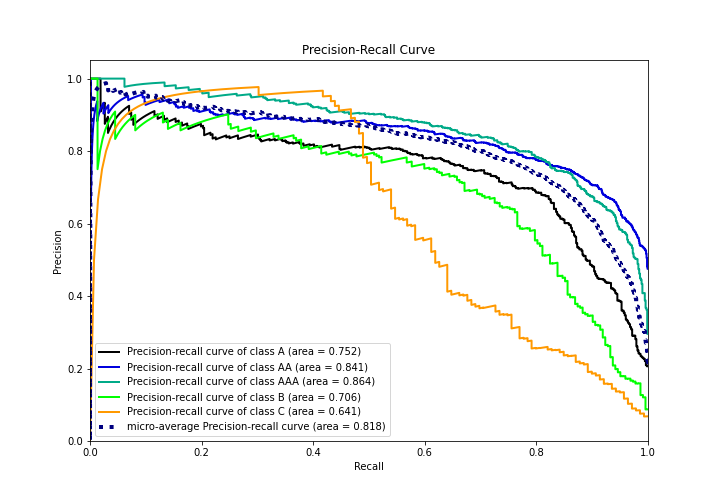 Precision-Recall Curve
1.0
0.8
0.6
0.4
0.2
0.0
Precision
Precision-recall curve of class A (area = 0.752)
Precision-recall curve of class AA (area = 0.841)
Precision-recall curve of class AAA (area = 0.864)
Precision-recall curve of class B (area = 0.706)
Precision-recall curve of class C (area = 0.641)
micro-average Precision-recall curve (area = 0.818)
0.0 0.2 0.4 0.6 0.8 1.0
Recall